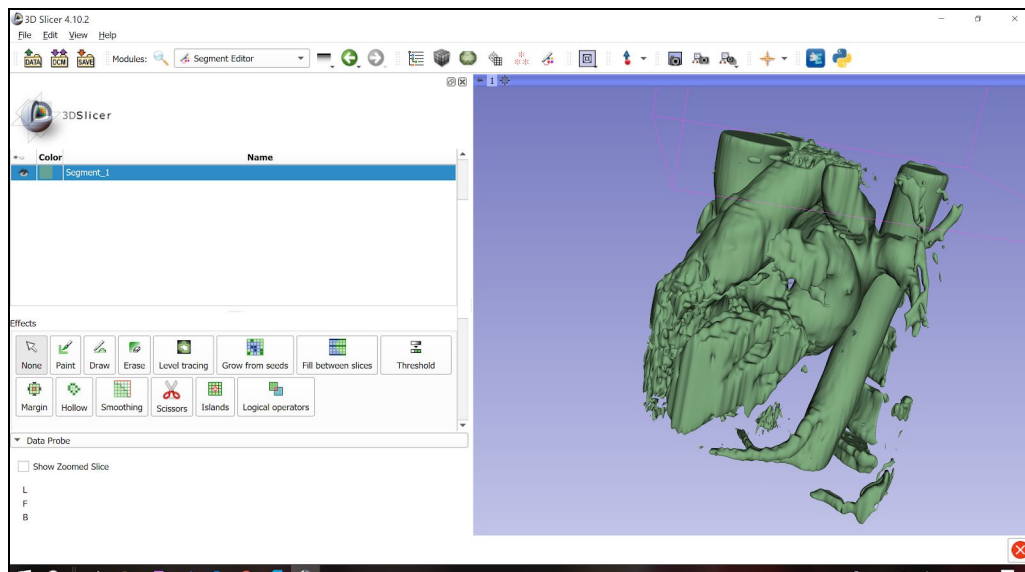 3D Slicer 4.10.2
File Edit View Help
DATA DCM SAVE Modules: Segment Editor
1
3DSlicer
Color Name
Segment_1
Effects
None Paint Draw Erase Level tracing Grow from seeds Fill between slices Threshold
Margin Hollow Smoothing Scissors Islands Logical operators
Data Probe
Show Zoomed Slice
L
F
B